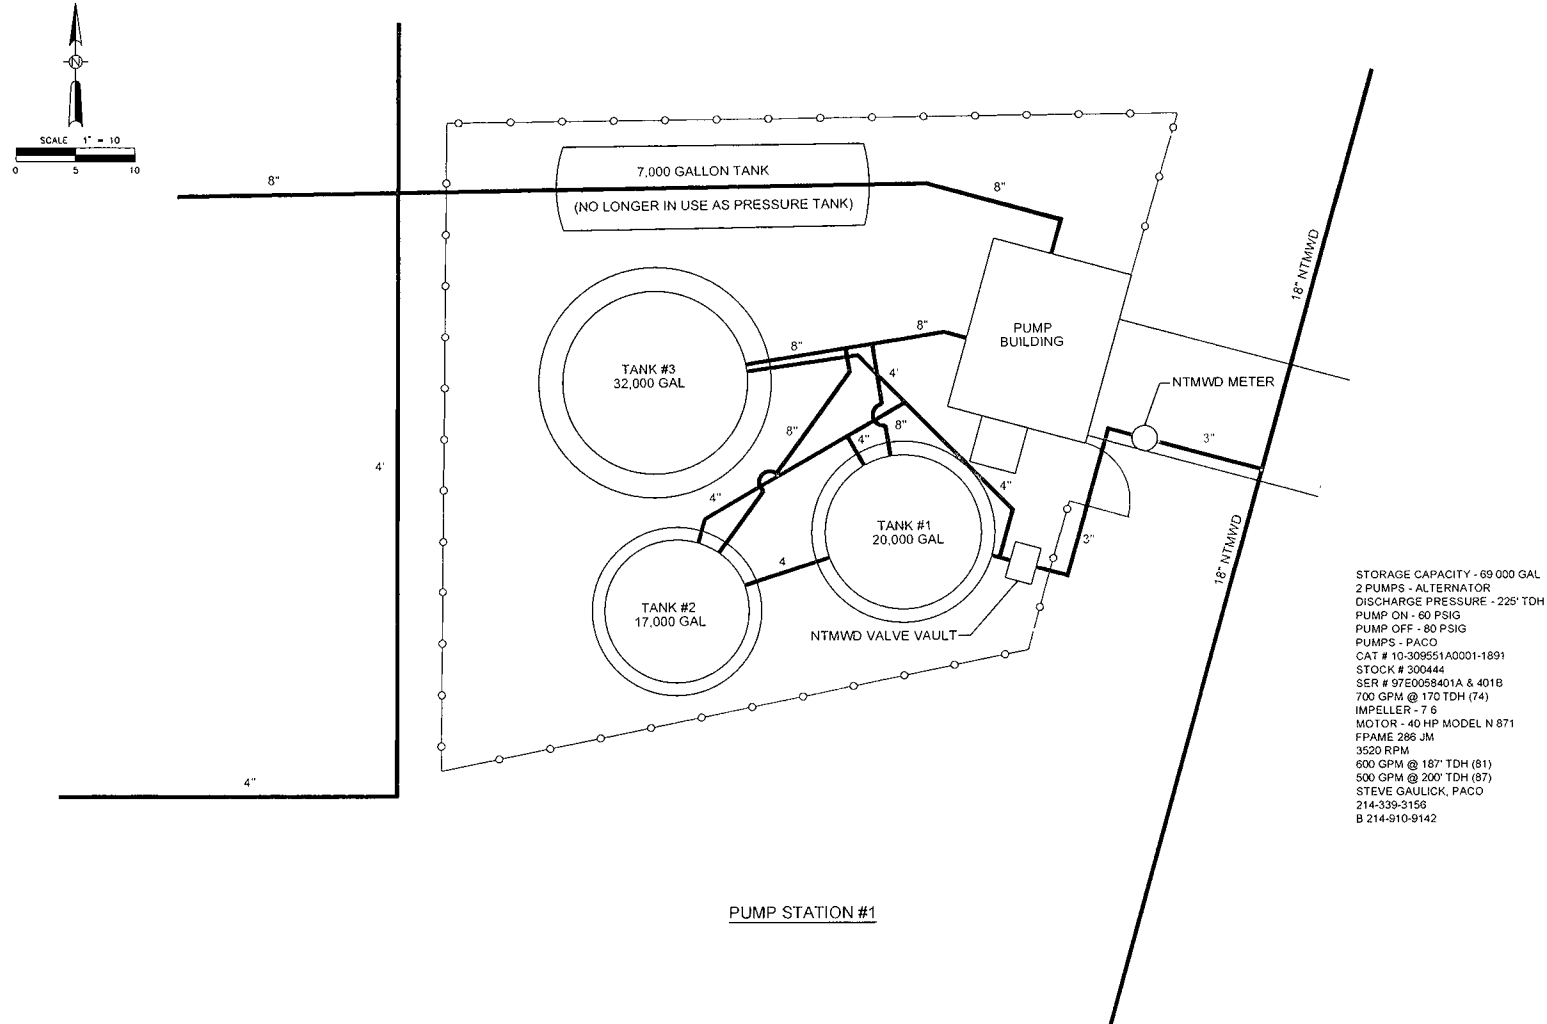 N
SCALE 1" = 10
0 5 10
8"
7,000 GALLON TANK
(NO LONGER IN USE AS PRESSURE TANK)
8"
18" NTMWD
8"
8"
PUMP
BUILDING
TANK #3
32,000 GAL
4'
NTMWD METER
8"
4"
8"
3"
4'
4"
4"
TANK #1
20,000 GAL
3"
18" NTMWD
4
TANK #2
17,000 GAL
NTMWD VALVE VAULT
4"
STORAGE CAPACITY - 69 000 GAL
2 PUMPS - ALTERNATOR
DISCHARGE PRESSURE - 225' TDH
PUMP ON - 60 PSIG
PUMP OFF - 80 PSIG
PUMPS - PACO
CAT # 10-309551A0001-1891
STOCK # 300444
SER # 97E0058401A & 401B
700 GPM @ 170 TDH (74)
IMPELLER - 7 6
MOTOR - 40 HP MODEL N 871
FPAME 286 JM
3520 RPM
600 GPM @ 187' TDH (81)
500 GPM @ 200' TDH (87)
STEVE GAULICK, PACO
214-339-3156
B 214-910-9142
PUMP STATION #1